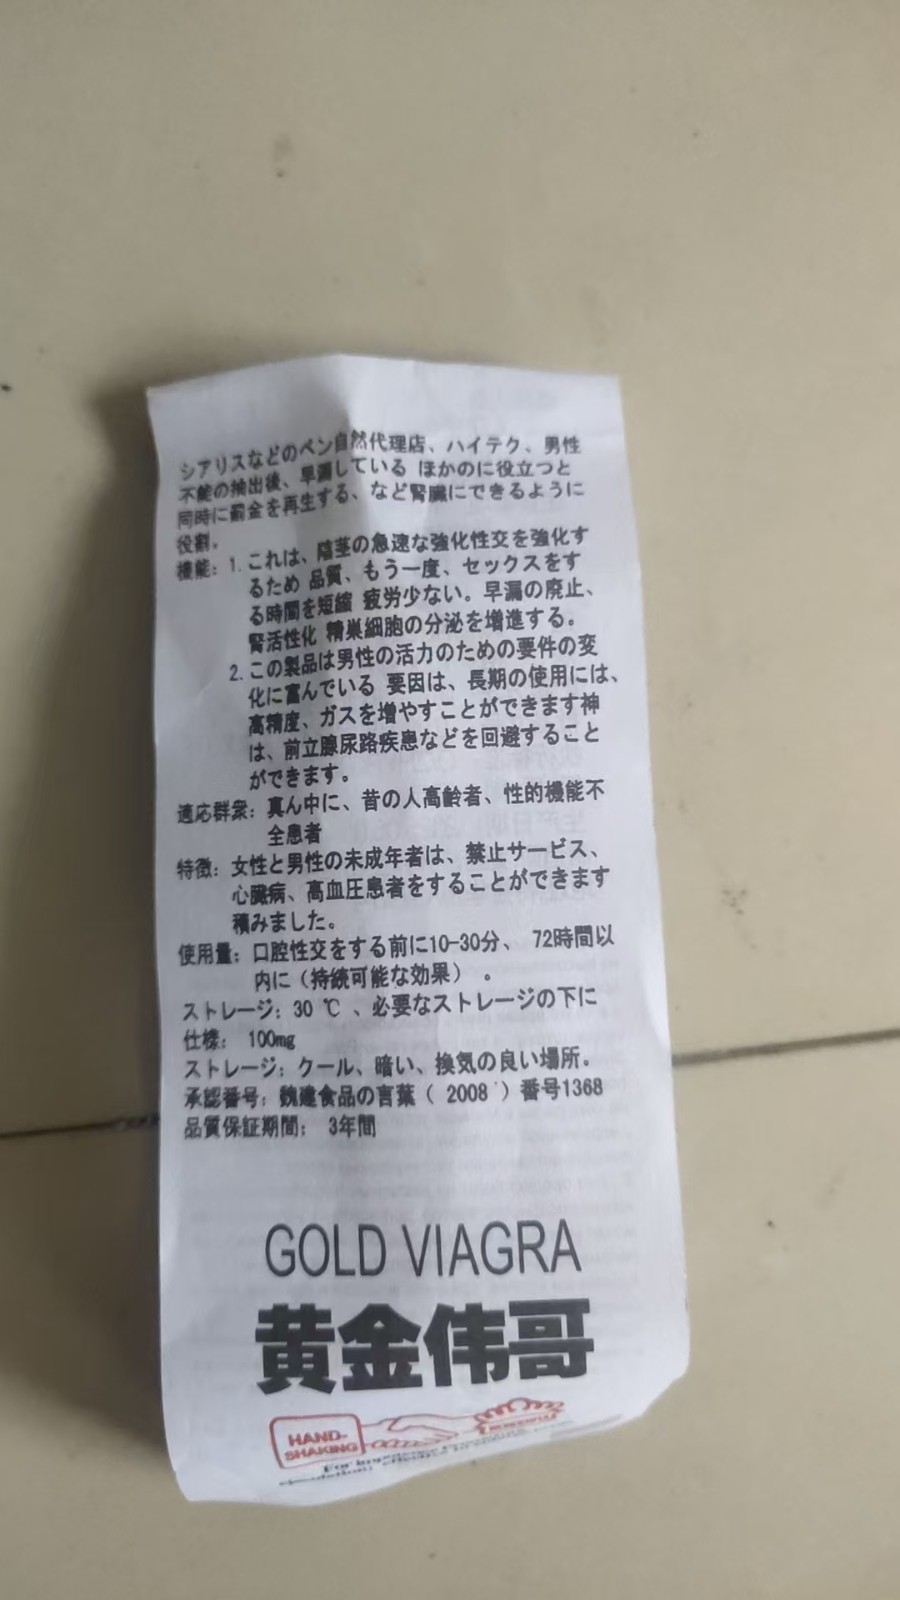 シアリスなどのペン自然代理店、ハイテク、男性
不能の抽出後、早漏している ほかのに役立つと
同時に罰金を再生する、など腎臓にできるように
役割。
機能: 1. これは、陰茎の急速な強化性交を強化す
るため 品質、もう一度、セックスをす
る時間を短縮 疲労少ない。早漏の廃止、
腎活性化 精巣細胞の分泌を増進する。
2. この製品は男性の活力のための要件の変
化に富んでいる 要因は、長期の使用には、
高精度、ガスを増やすことができます神
は、前立腺尿路疾患などを回避すること
ができます。
適応群衆: 真ん中に、昔の人高齢者、性的機能不
全患者
特徴: 女性と男性の未成年者は、禁止サービス、
心臓病、高血圧患者をすることができます
積みました。
使用量: 口腔性交をする前に10-30分、 72時間以
内に (持続可能な効果) 。
ストレージ: 30 ℃ 、必要なストレージの下に
仕様: 100mg
ストレージ: クール、暗い、換気の良い場所。
承認番号: 魏建食品の言葉 ( 2008 ) 番号1368
品質保証期間: 3年間
GOLD VIAGRA
黄金伟哥
HAND-
SHAKING
For